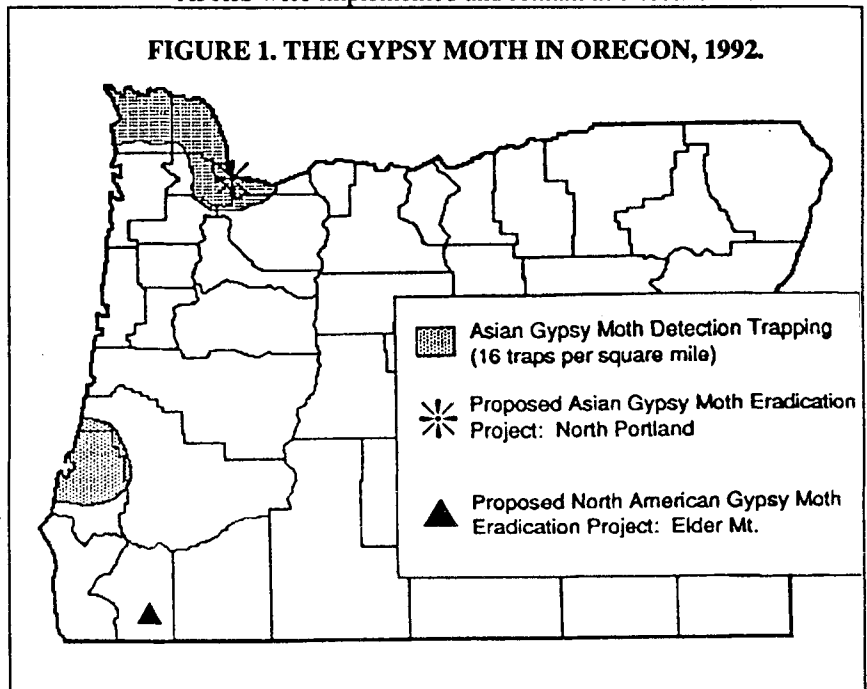 FIGURE 1. THE GYPSY MOTH IN OREGON, 1992.
Asian Gypsy Moth Detection Trapping
(16 traps per square mile)
Proposed Asian Gypsy Moth Eradication
Project: North Portland
Proposed North American Gypsy Moth
Eradication Project: Elder Mt.